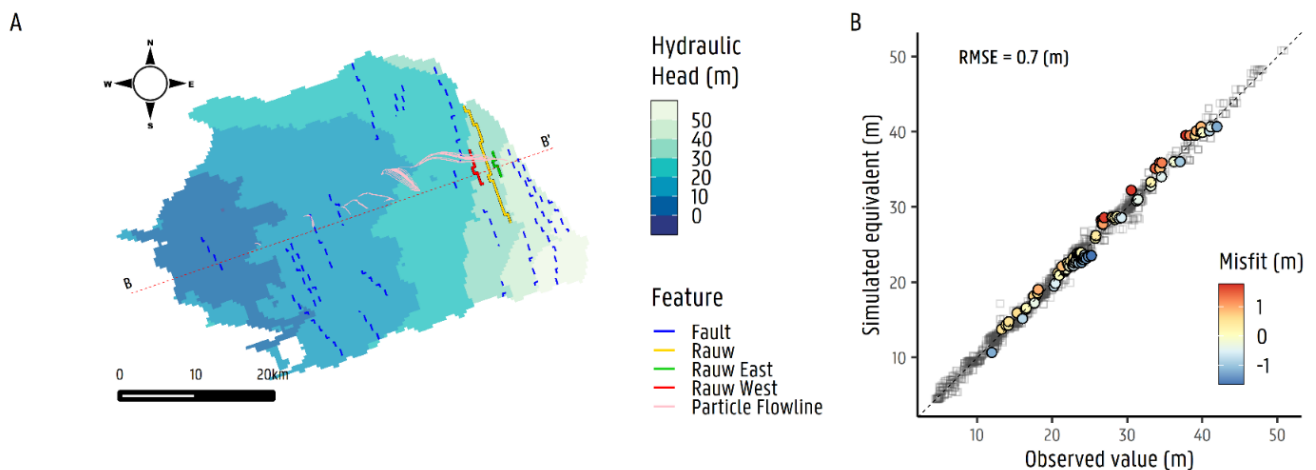 A
N
W
E
S
B'
B
0
10
20km
Hydraulic
Head (m)
50
40
30
20
10
0
Feature
Fault
Rauw
Rauw East
Rauw West
Particle Flowline
B
RMSE = 0.7 (m)
Simulated equivalent (m)
50
40
30
20
10
10
20
30
40
50
Observed value (m)
Misfit (m)
1
0
-1